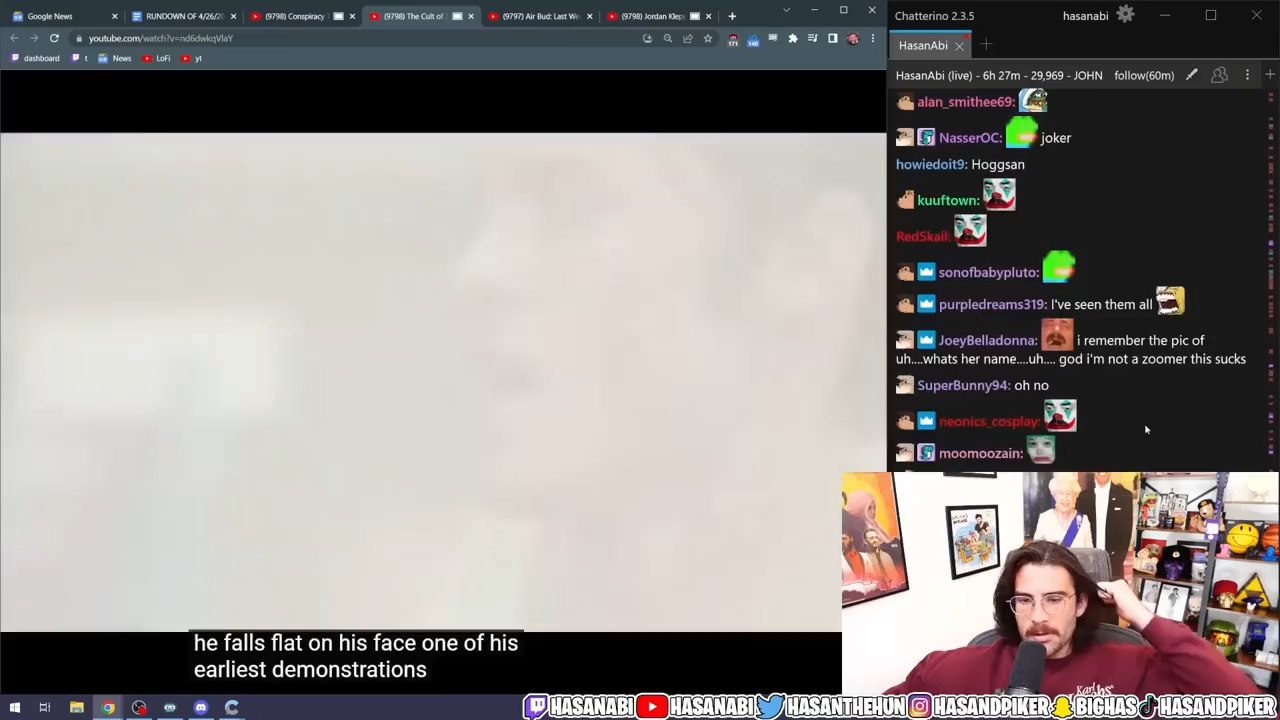 Google News
RUNDOWN OF 4/26/20
(9798) Conspiracy
(9798) The Cult of
(9797) Air Bud: Last We
(9798) Jordan Klep
youtube.com/watch?v=nd6dwkqVlaY
171
140
dashboard
t
News
LoFi
yt
Chatterino 2.3.5
hasanabi
HasanAbi
HasanAbi (live) - 6h 27m - 29,969 - JOHN
follow(60m)
alan_smithee69:
NasserOC: joker
howiedoit9: Hoggsan
kuuftown:
RedSkail:
sonofbabypluto:
purpledreams319: I've seen them all
JoeyBelladonna: i remember the pic of
uh....whats her name....uh.... god i'm not a zoomer this sucks
SuperBunny94: oh no
neonics_cosplay:
moomoozain:
he falls flat on his face one of his
earliest demonstrations
HASANABI
HASANABI
HASANTHEHUN
HASANDPIKER
BIGHAS
HASANDPIKER